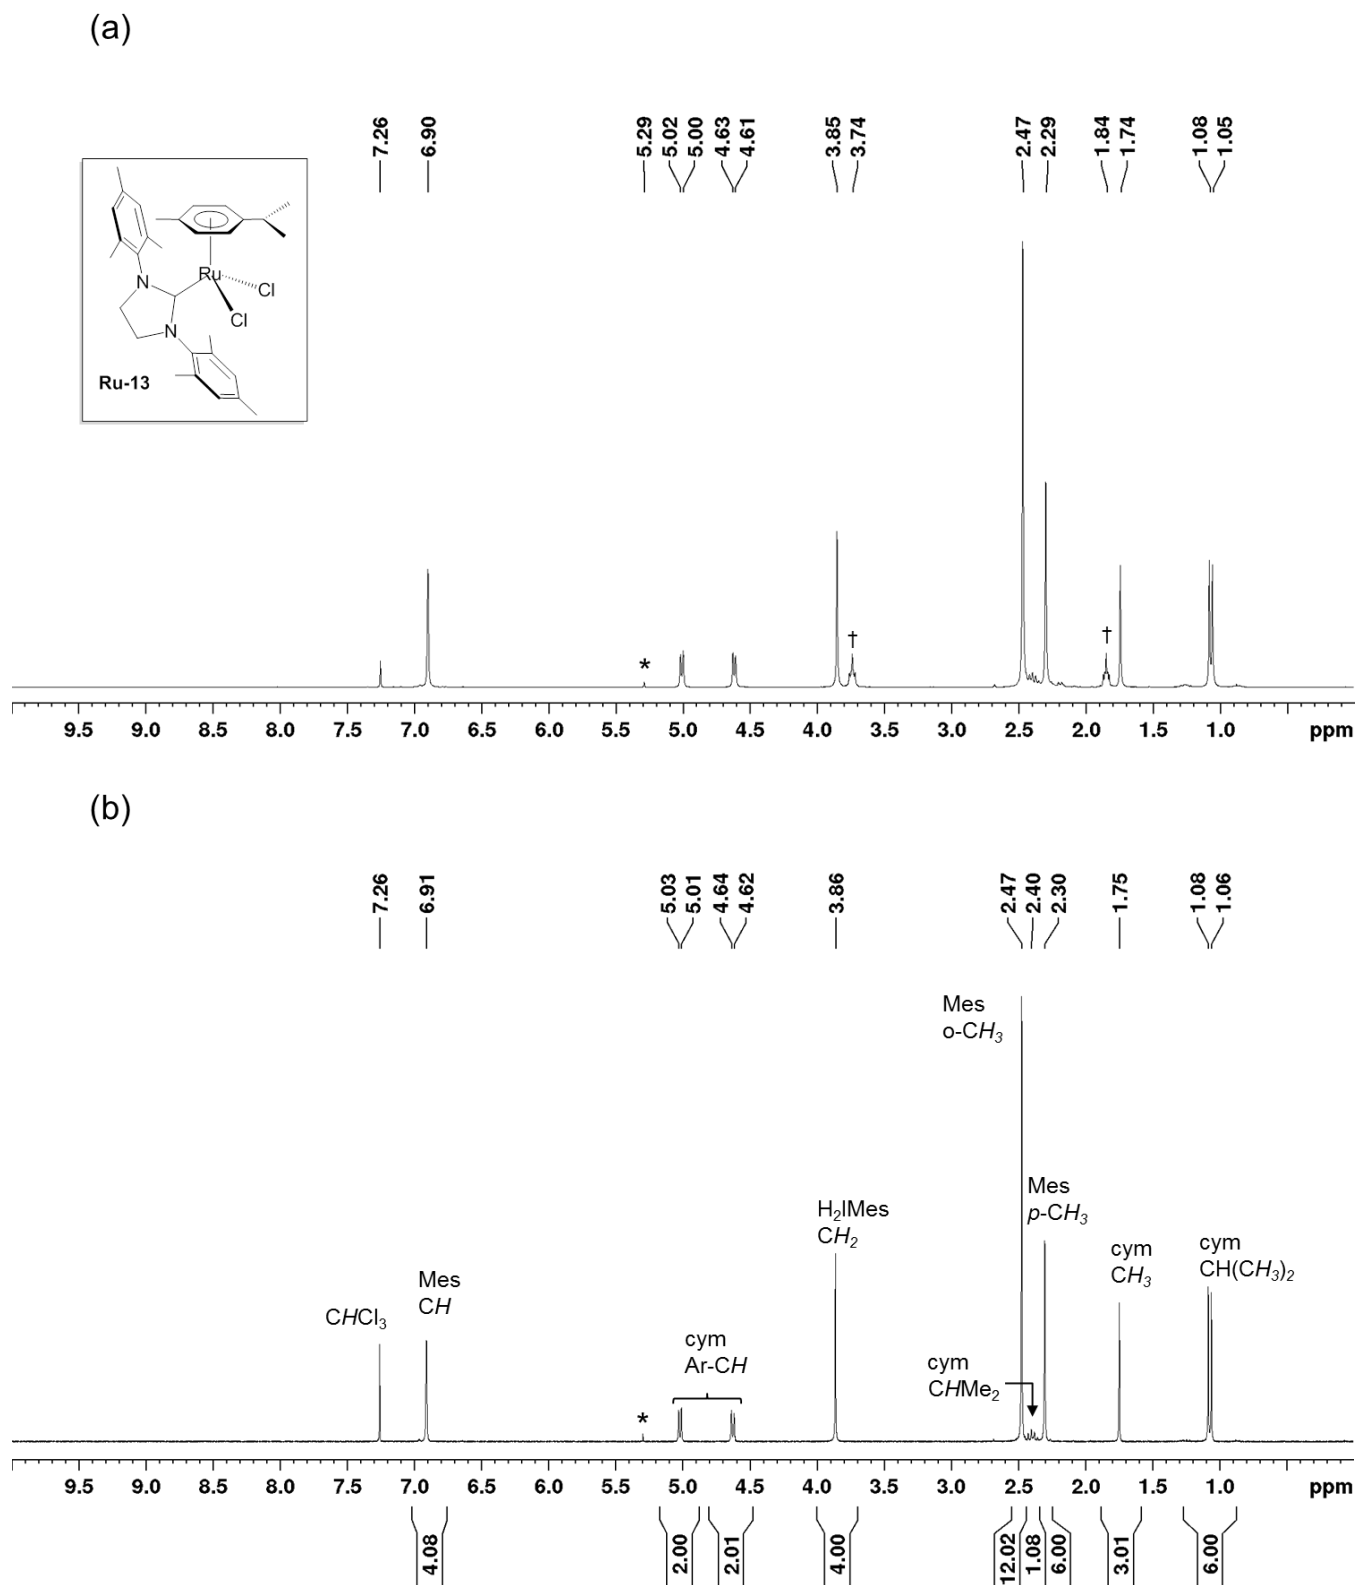 (a)
7.26
6.90
5.29
5.02
5.00
4.63
4.61
3.85
3.74
2.47
2.29
1.84
1.74
1.08
1.05
N
N
Ru
Cl
Cl
Ru-13
*
†
†
9.5 9.0 8.5 8.0 7.5 7.0 6.5 6.0 5.5 5.0 4.5 4.0 3.5 3.0 2.5 2.0 1.5 1.0 ppm
(b)
7.26
6.91
5.03
5.01
4.64
4.62
3.86
2.47
2.40
2.30
1.75
1.08
1.06
CHCl₃
Mes
CH
*
cym
Ar-CH
H₂IMes
CH₂
Mes
o-CH₃
cym
CHMe₂
Mes
p-CH₃
cym
CH₃
cym
CH(CH₃)₂
9.5 9.0 8.5 8.0 7.5 7.0 6.5 6.0 5.5 5.0 4.5 4.0 3.5 3.0 2.5 2.0 1.5 1.0 ppm
4.08
2.00
2.01
4.00
12.02
1.08
6.00
3.01
6.00